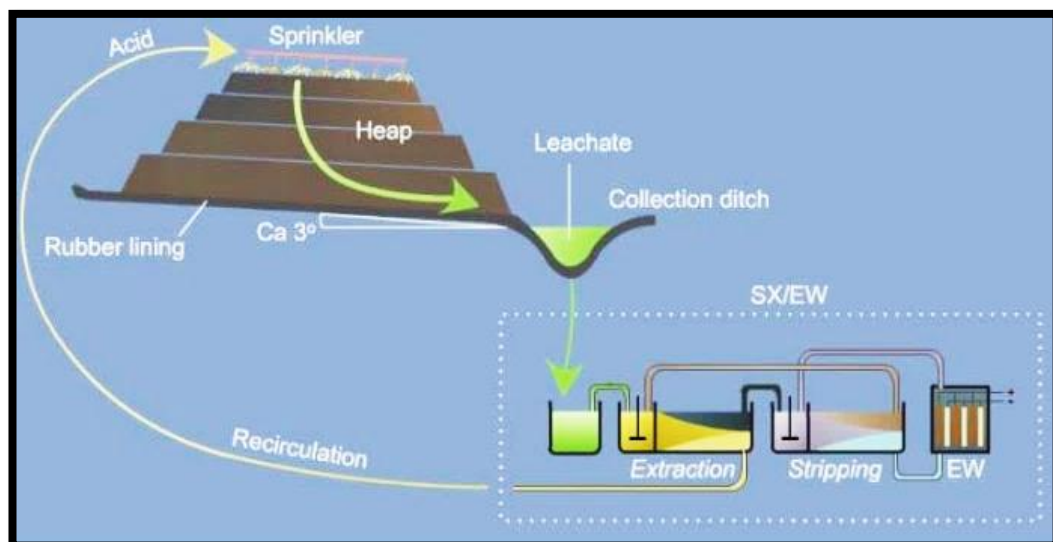 Acid
Sprinkler
Heap
Leachate
Collection ditch
Rubber lining
Ca 3°
SX/EW
Recirculation
Extraction
Stripping
EW